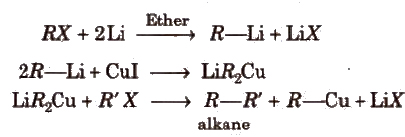 RX + 2Li —Ether→ R—Li + LiX
2R—Li + CuI ⟶ LiR₂Cu
LiR₂Cu + R′ X ⟶ R—R′ + R—Cu + LiX
alkane